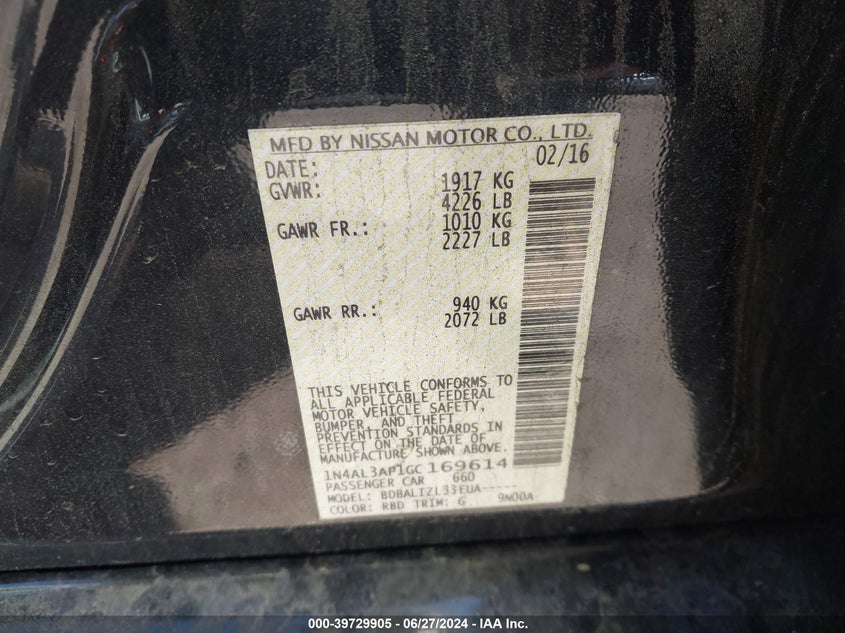 MFD BY NISSAN MOTOR CO., LTD.
DATE: 02/16
GVWR: 1917 KG
4226 LB
GAWR FR.: 1010 KG
2227 LB
GAWR RR.: 940 KG
2072 LB
THIS VEHICLE CONFORMS TO
ALL APPLICABLE FEDERAL
MOTOR VEHICLE SAFETY,
BUMPER, AND THEFT
PREVENTION STANDARDS IN
EFFECT ON THE DATE OF
MANUFACTURE SHOWN ABOVE.
1N4AL3AP1GC169614
PASSENGER CAR 660
MODEL: BDBALIZL33EUA-----
COLOR: RBD TRIM: G 9N00A
000-39729905 - 06/27/2024 - IAA Inc.